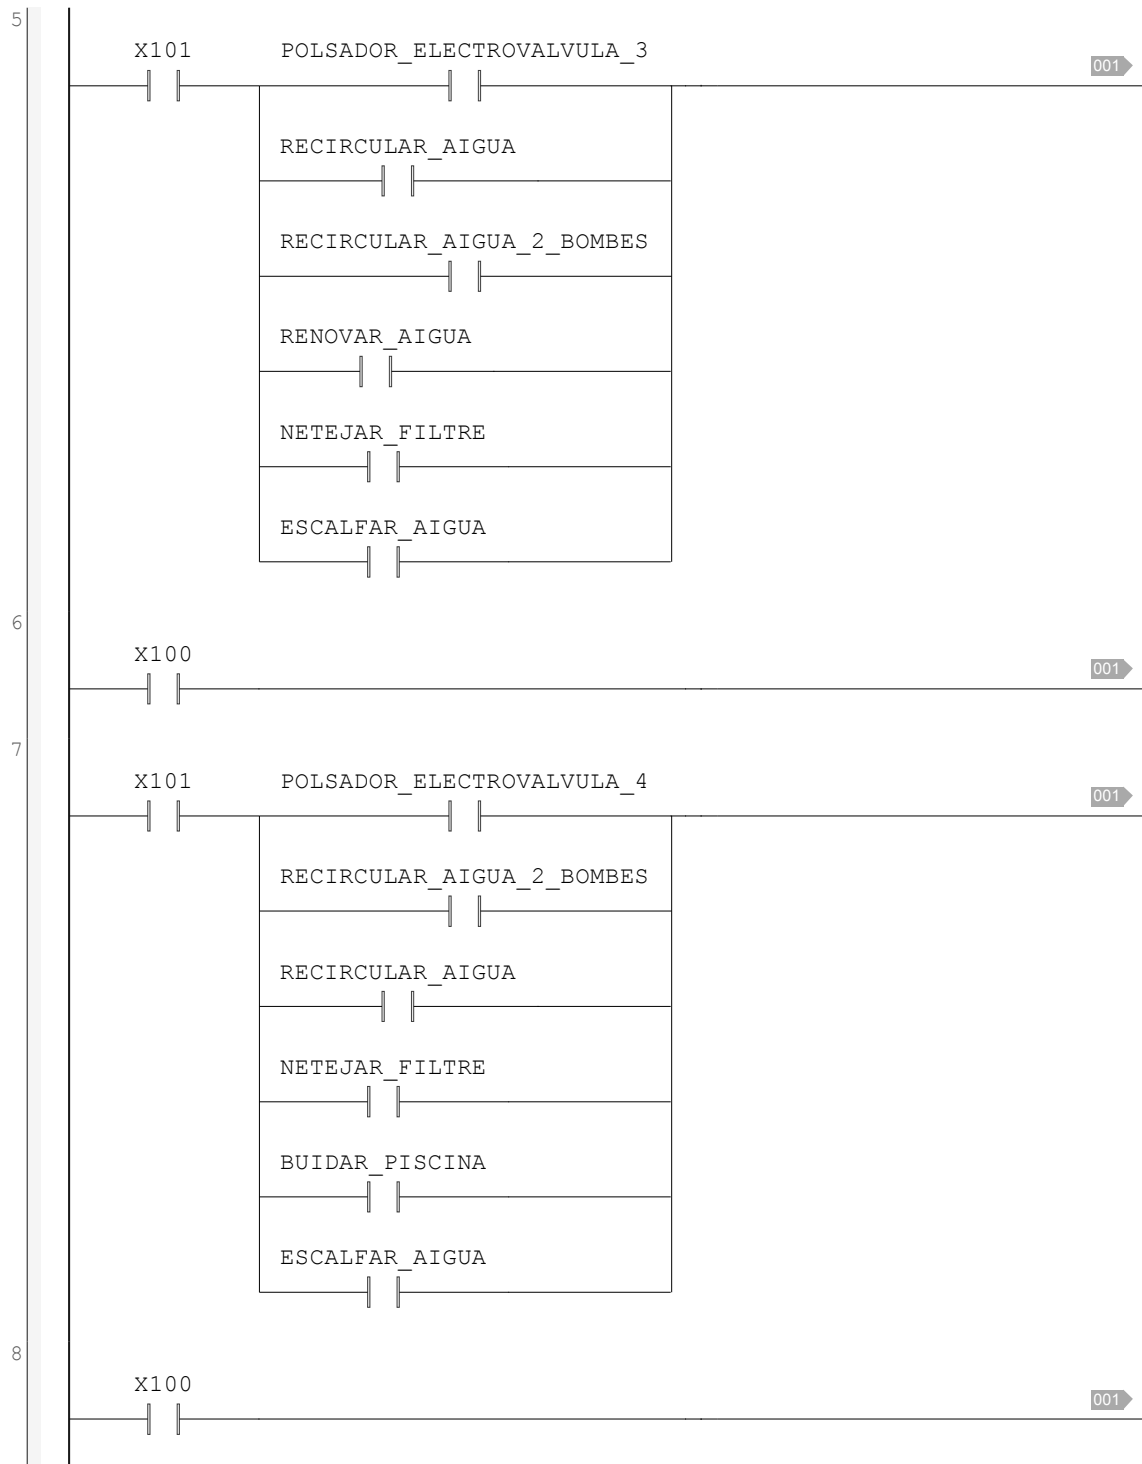 5
X101 POLSADOR_ELECTROVALVULA_3
001
RECIRCULAR_AIGUA
RECIRCULAR_AIGUA_2_BOMBES
RENOVAR_AIGUA
NETEJAR_FILTRE
ESCALFAR_AIGUA
6
X100
001
7
X101 POLSADOR_ELECTROVALVULA_4
001
RECIRCULAR_AIGUA_2_BOMBES
RECIRCULAR_AIGUA
NETEJAR_FILTRE
BUIDAR_PISCINA
ESCALFAR_AIGUA
8
X100
001